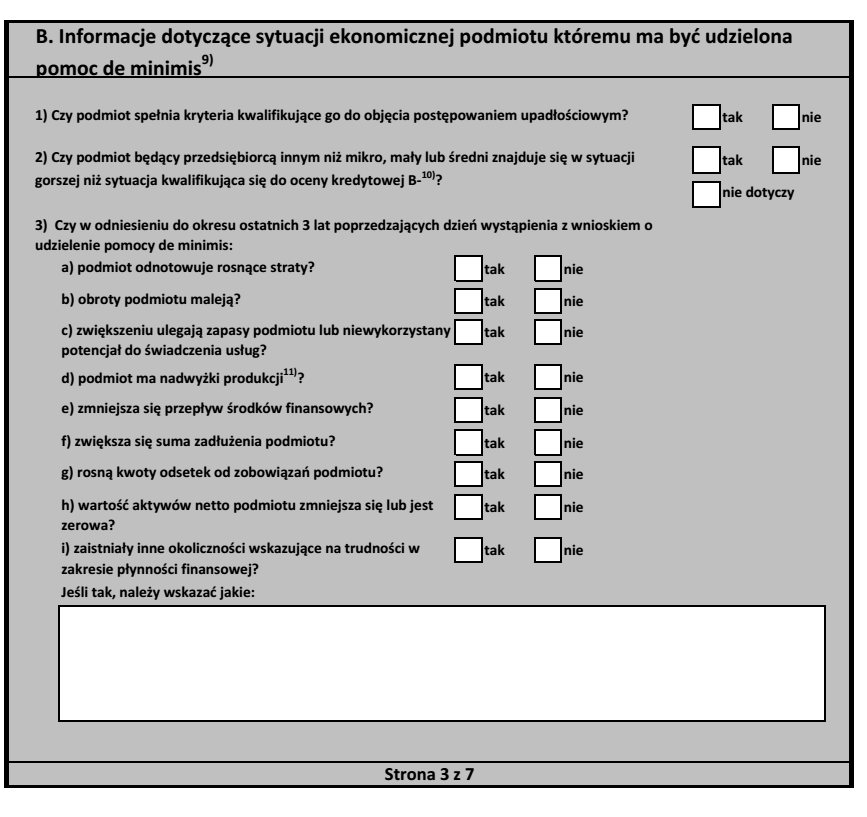 B. Informacje dotyczące sytuacji ekonomicznej podmiotu któremu ma być udzielona
pomoc de minimis9)
1) Czy podmiot spełnia kryteria kwalifikujące go do objęcia postępowaniem upadłościowym? tak nie
2) Czy podmiot będący przedsiębiorcą innym niż mikro, mały lub średni znajduje się w sytuacji tak nie
gorszej niż sytuacja kwalifikująca się do oceny kredytowej B-10)?
nie dotyczy
3) Czy w odniesieniu do okresu ostatnich 3 lat poprzedzających dzień wystąpienia z wnioskiem o
udzielenie pomocy de minimis:
a) podmiot odnotowuje rosnące straty? tak nie
b) obroty podmiotu maleją? tak nie
c) zwiększeniu ulegają zapasy podmiotu lub niewykorzystany tak nie
potencjał do świadczenia usług?
d) podmiot ma nadwyżki produkcji11)? tak nie
e) zmniejsza się przepływ środków finansowych? tak nie
f) zwiększa się suma zadłużenia podmiotu? tak nie
g) rosną kwoty odsetek od zobowiązań podmiotu? tak nie
h) wartość aktywów netto podmiotu zmniejsza się lub jest tak nie
zerowa?
i) zaistniały inne okoliczności wskazujące na trudności w tak nie
zakresie płynności finansowej?
Jeśli tak, należy wskazać jakie:
Strona 3 z 7